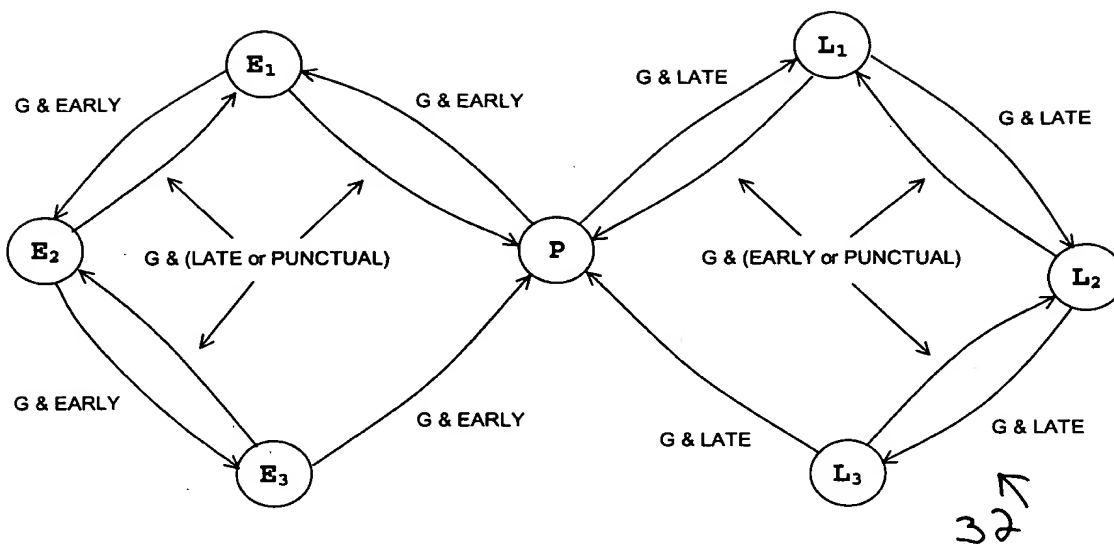 E₁
L₁
G & EARLY
G & EARLY
G & LATE
G & LATE
E₂
G & (LATE or PUNCTUAL)
P
G & (EARLY or PUNCTUAL)
L₂
G & EARLY
G & EARLY
G & LATE
G & LATE
E₃
L₃
32